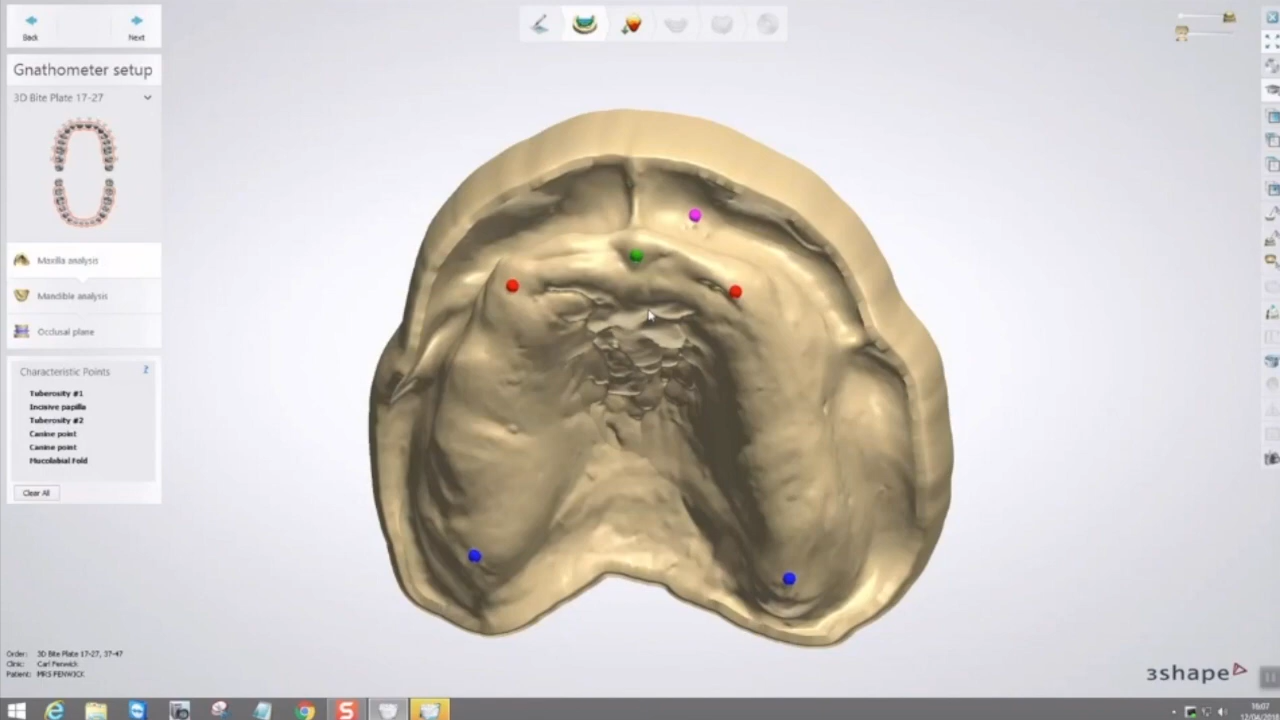 Back
Next
Gnathometer setup
3D Bite Plate 17-27
Maxilla analysis
Mandible analysis
Occlusal plane
Characteristic Points
Tuberosity #1
Incisive papilla
Tuberosity #2
Canine point
Canine point
Mucolabial Fold
Clear All
Order: 3D Bite Plate 17-27, 37-47
Clinic: Carl Fenwick
Patient: MRS FENWICK
3shape
16:07